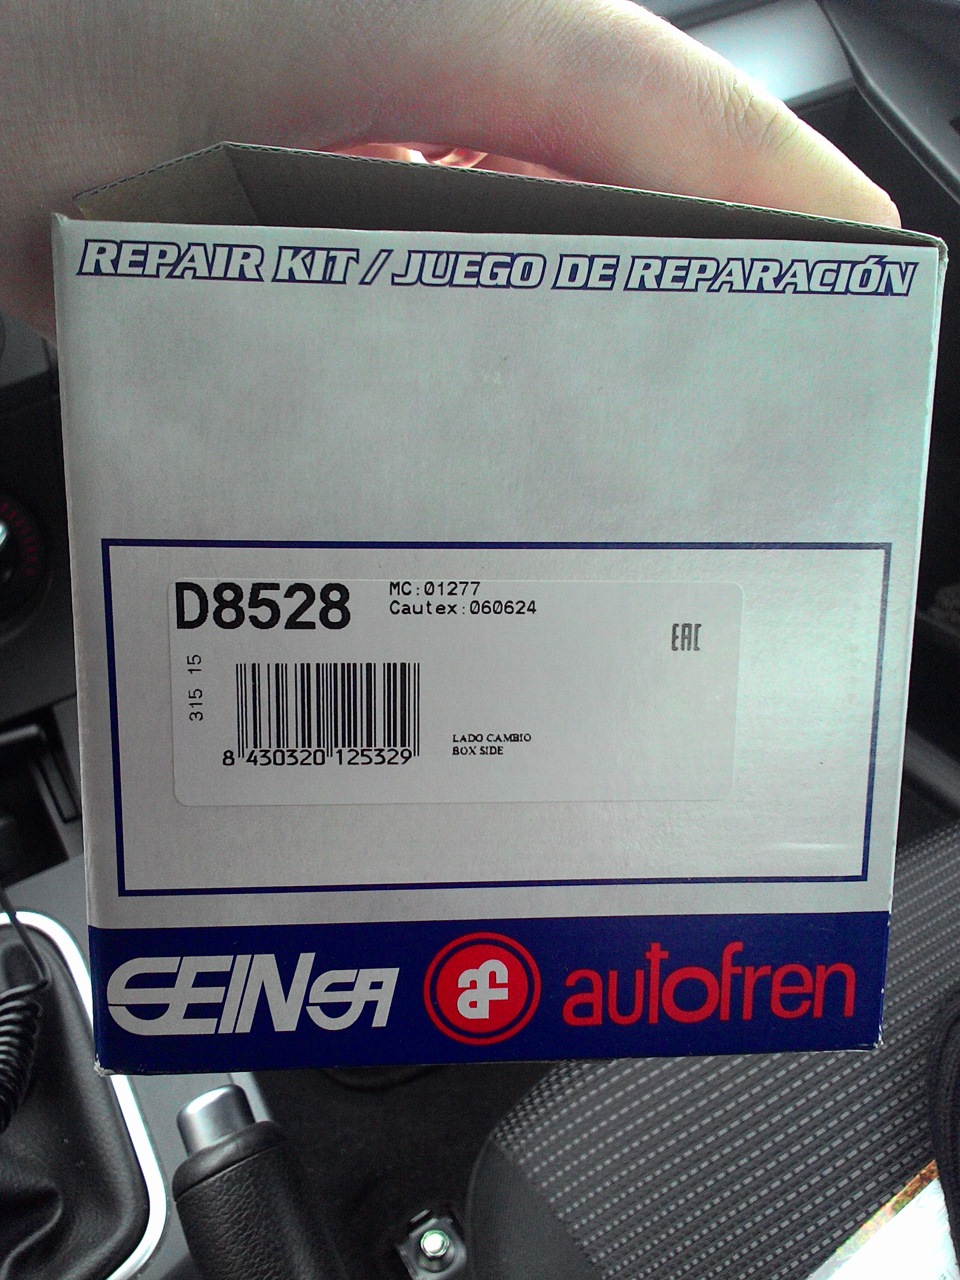 REPAIR KIT / JUEGO DE REPARACIÓN
D8528
MC:01277
Cautex:060624
EAC
315 15
8 430320 125329
LADO CAMBIO
BOX SIDE
SEINSA af autofren